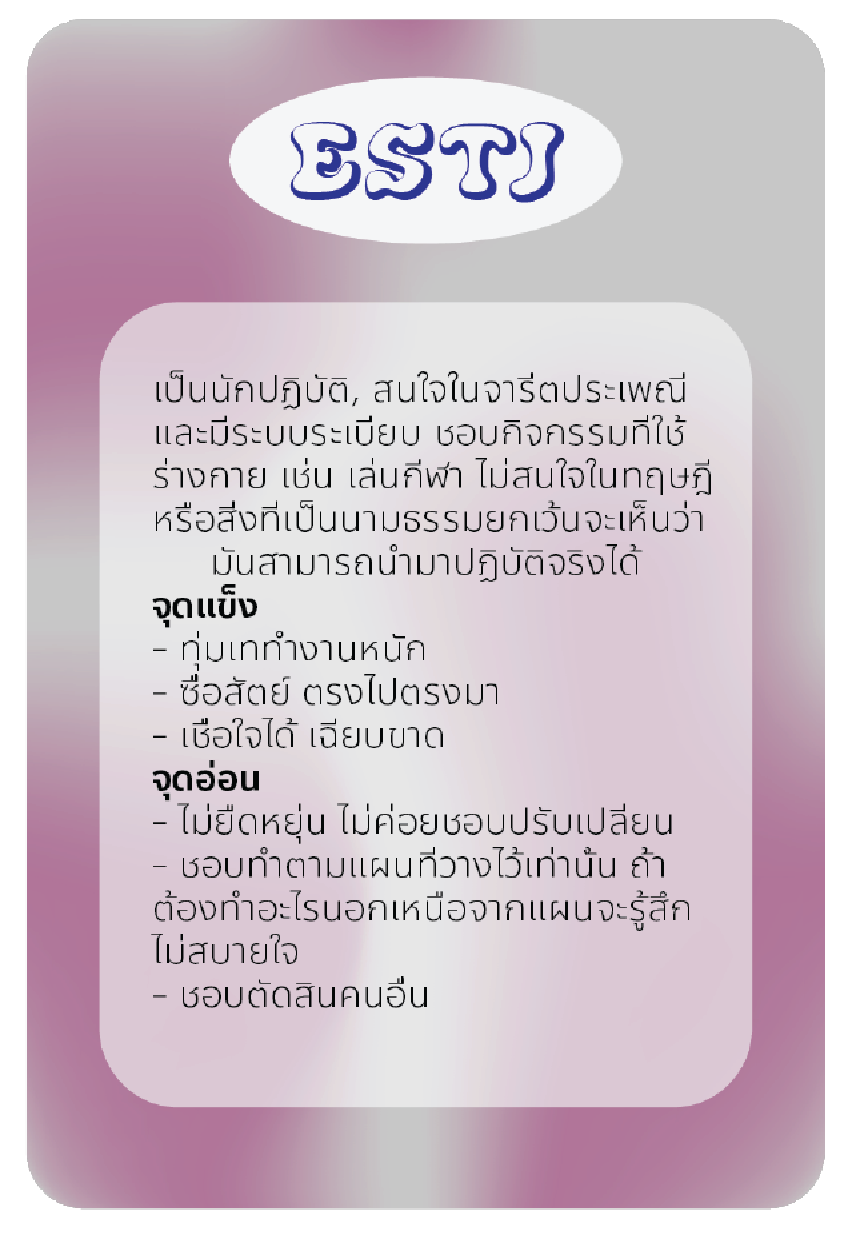 ESTJ
เป็นนักปฏิบัติ, สนใจในจารีตประเพณี
และมีระบบระเบียบ ชอบกิจกรรมที่ใช้
ร่างกาย เช่น เล่นกีฬา ไม่สนใจในทฤษฎี
หรือสิ่งที่เป็นนามธรรมยกเว้นจะเห็นว่า
มันสามารถนำมาปฏิบัติจริงได้
จุดแข็ง
- ทุ่มเททำงานหนัก
- ซื่อสัตย์ ตรงไปตรงมา
- เชื่อใจได้ เฉียบขาด
จุดอ่อน
- ไม่ยืดหยุ่น ไม่ค่อยชอบปรับเปลี่ยน
- ชอบทำตามแผนที่วางไว้เท่านั้น ถ้า
ต้องทำอะไรนอกเหนือจากแผนจะรู้สึก
ไม่สบายใจ
- ชอบตัดสินคนอื่น